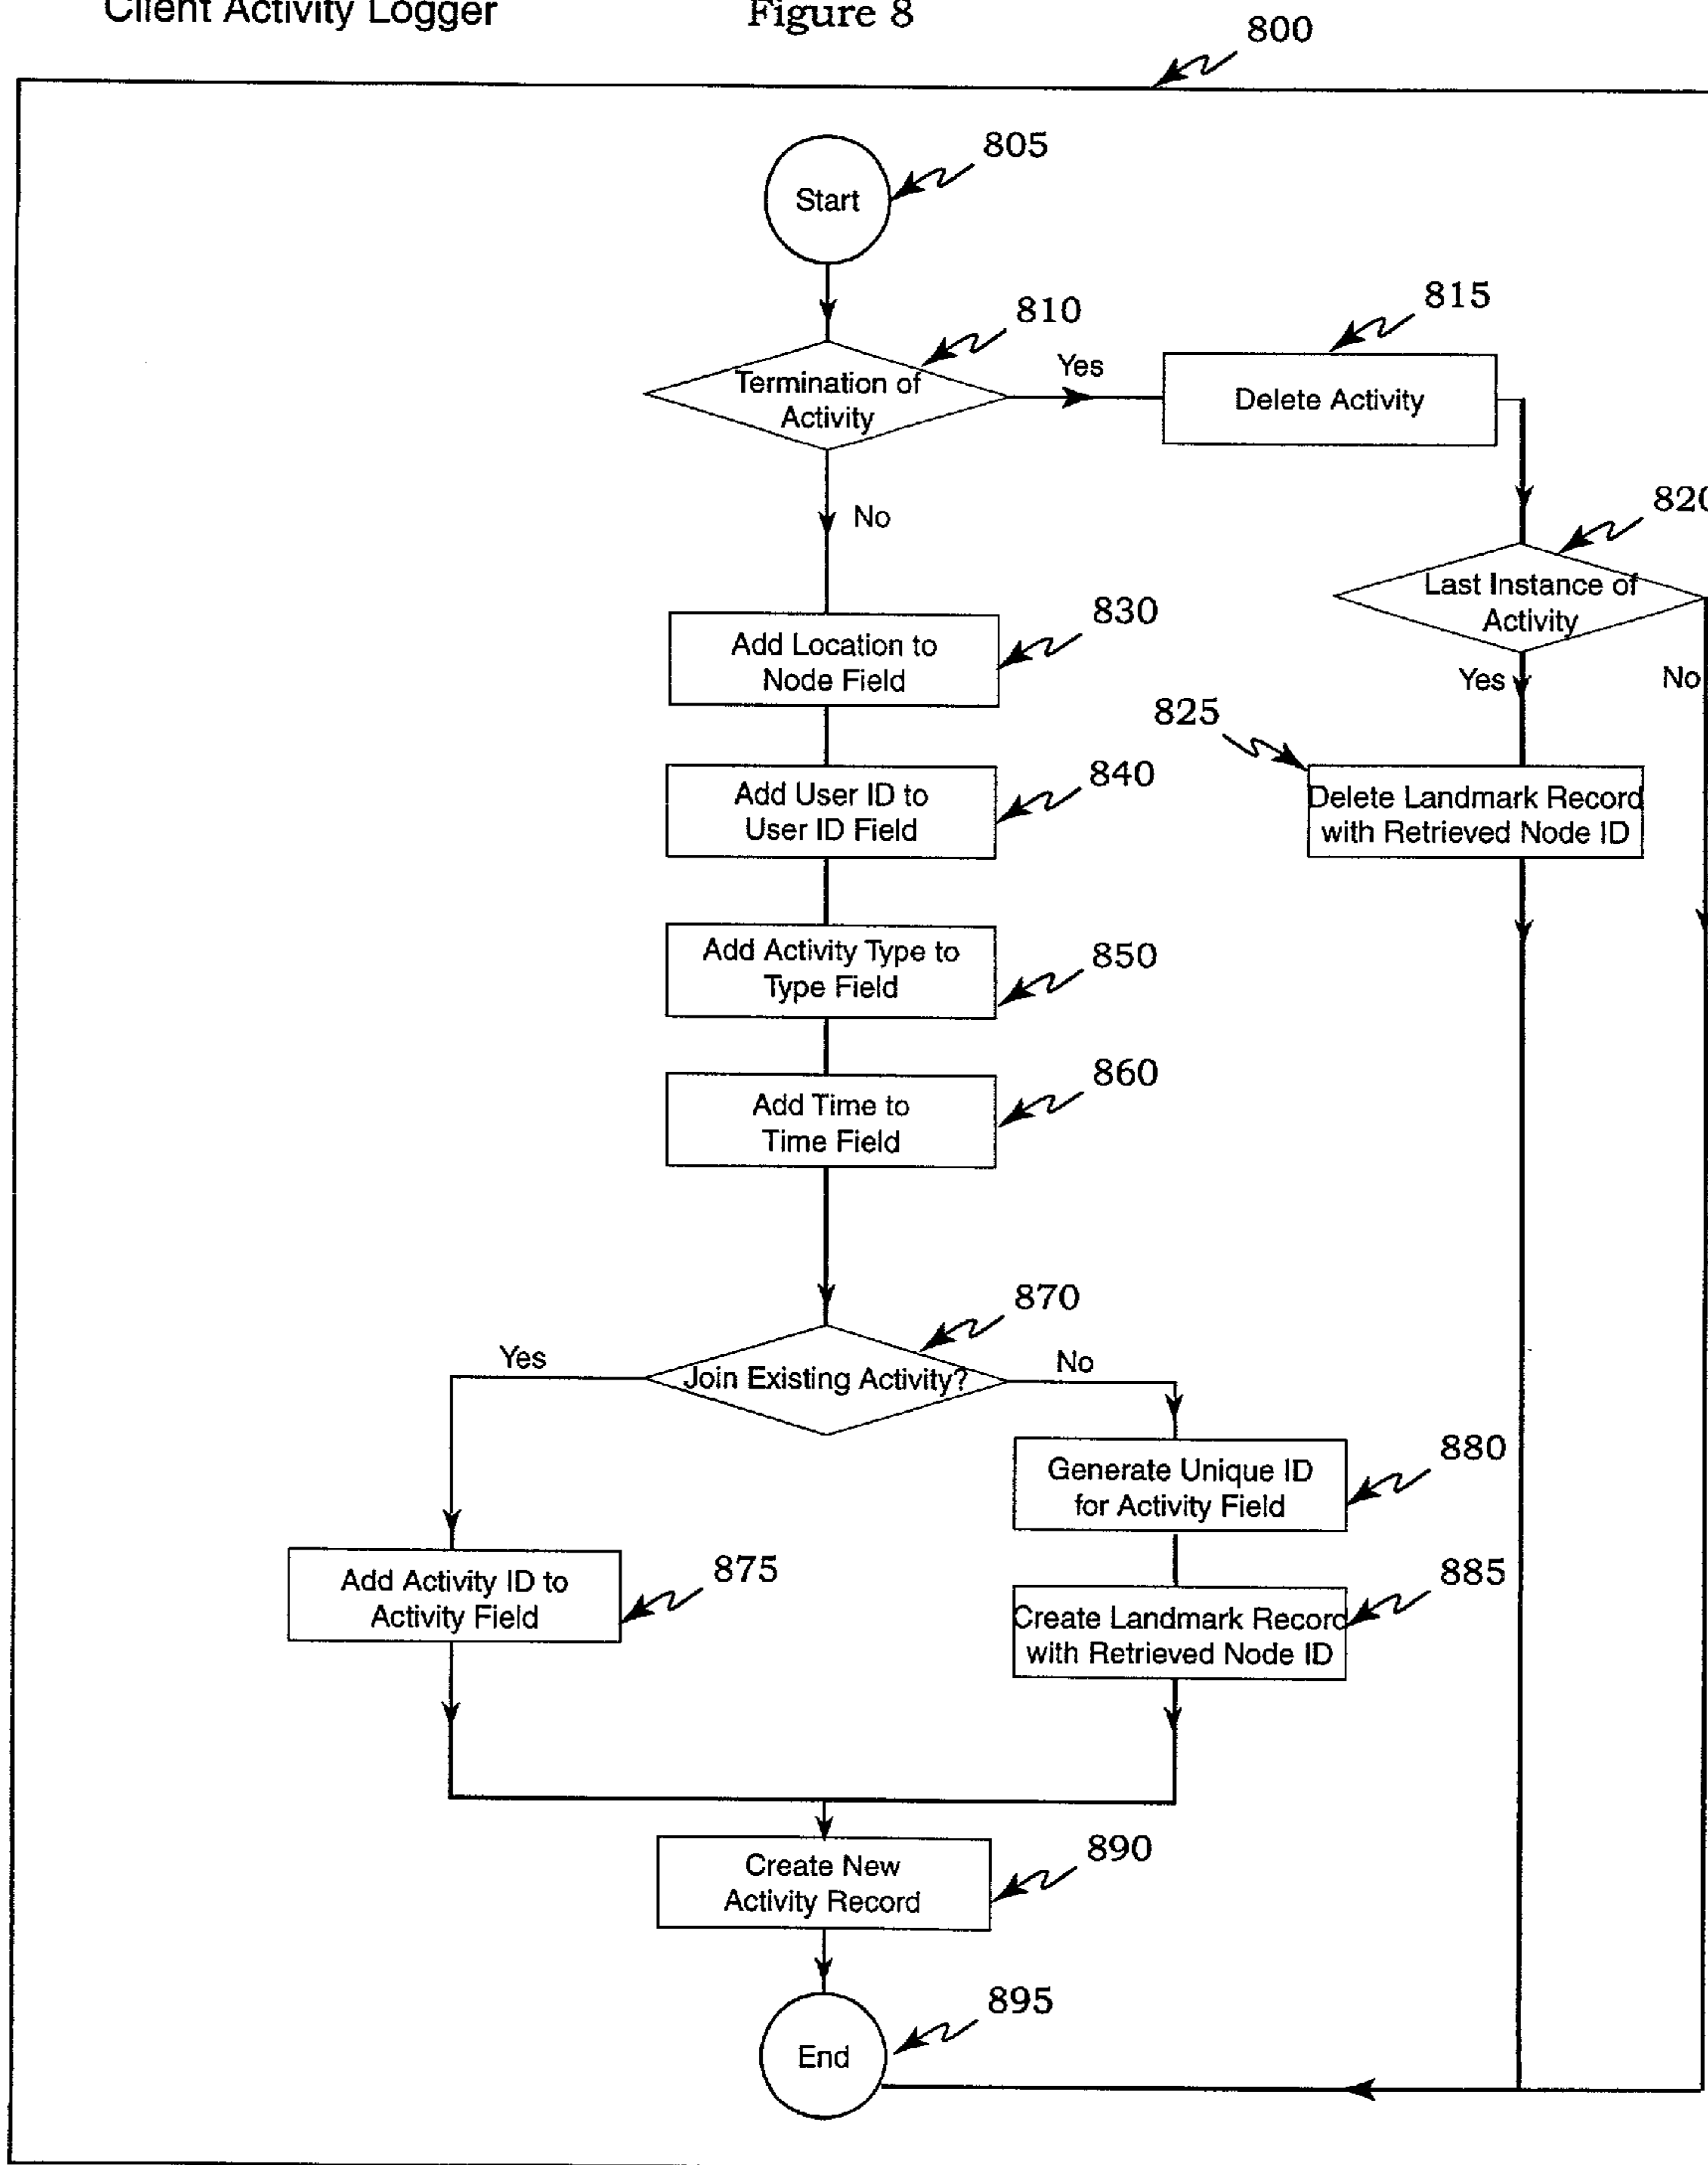 Client Activity Logger
Figure 8
800
805
Start
810
815
Termination of
Activity
Yes
Delete Activity
No
820
Last Instance of
Activity
830
Add Location to
Node Field
Yes
No
825
840
Add User ID to
User ID Field
Delete Landmark Record
with Retrieved Node ID
850
Add Activity Type to
Type Field
860
Add Time to
Time Field
870
Yes
Join Existing Activity?
No
880
Generate Unique ID
for Activity Field
875
Add Activity ID to
Activity Field
885
Create Landmark Record
with Retrieved Node ID
890
Create New
Activity Record
895
End